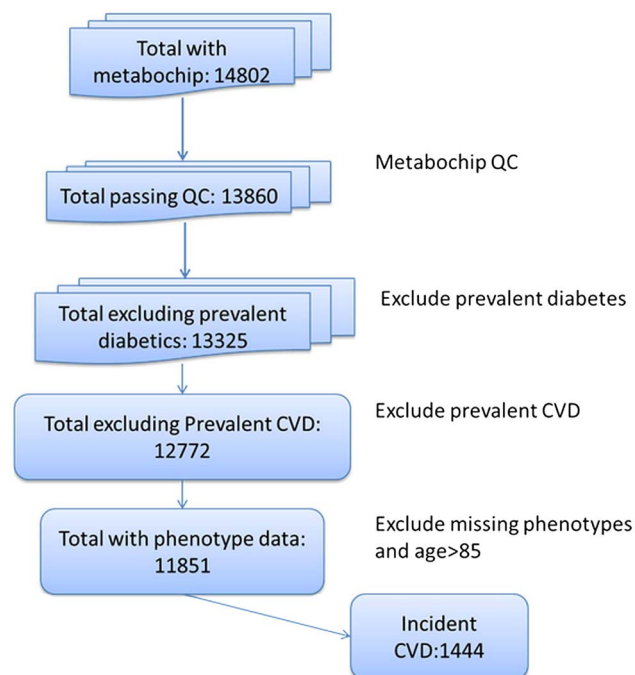 Total with
metabochip: 14802
Metabochip QC
Total passing QC: 13860
Exclude prevalent diabetes
Total excluding prevalent
diabetics: 13325
Exclude prevalent CVD
Total excluding Prevalent CVD:
12772
Exclude missing phenotypes
and age>85
Total with phenotype data:
11851
Incident
CVD:1444